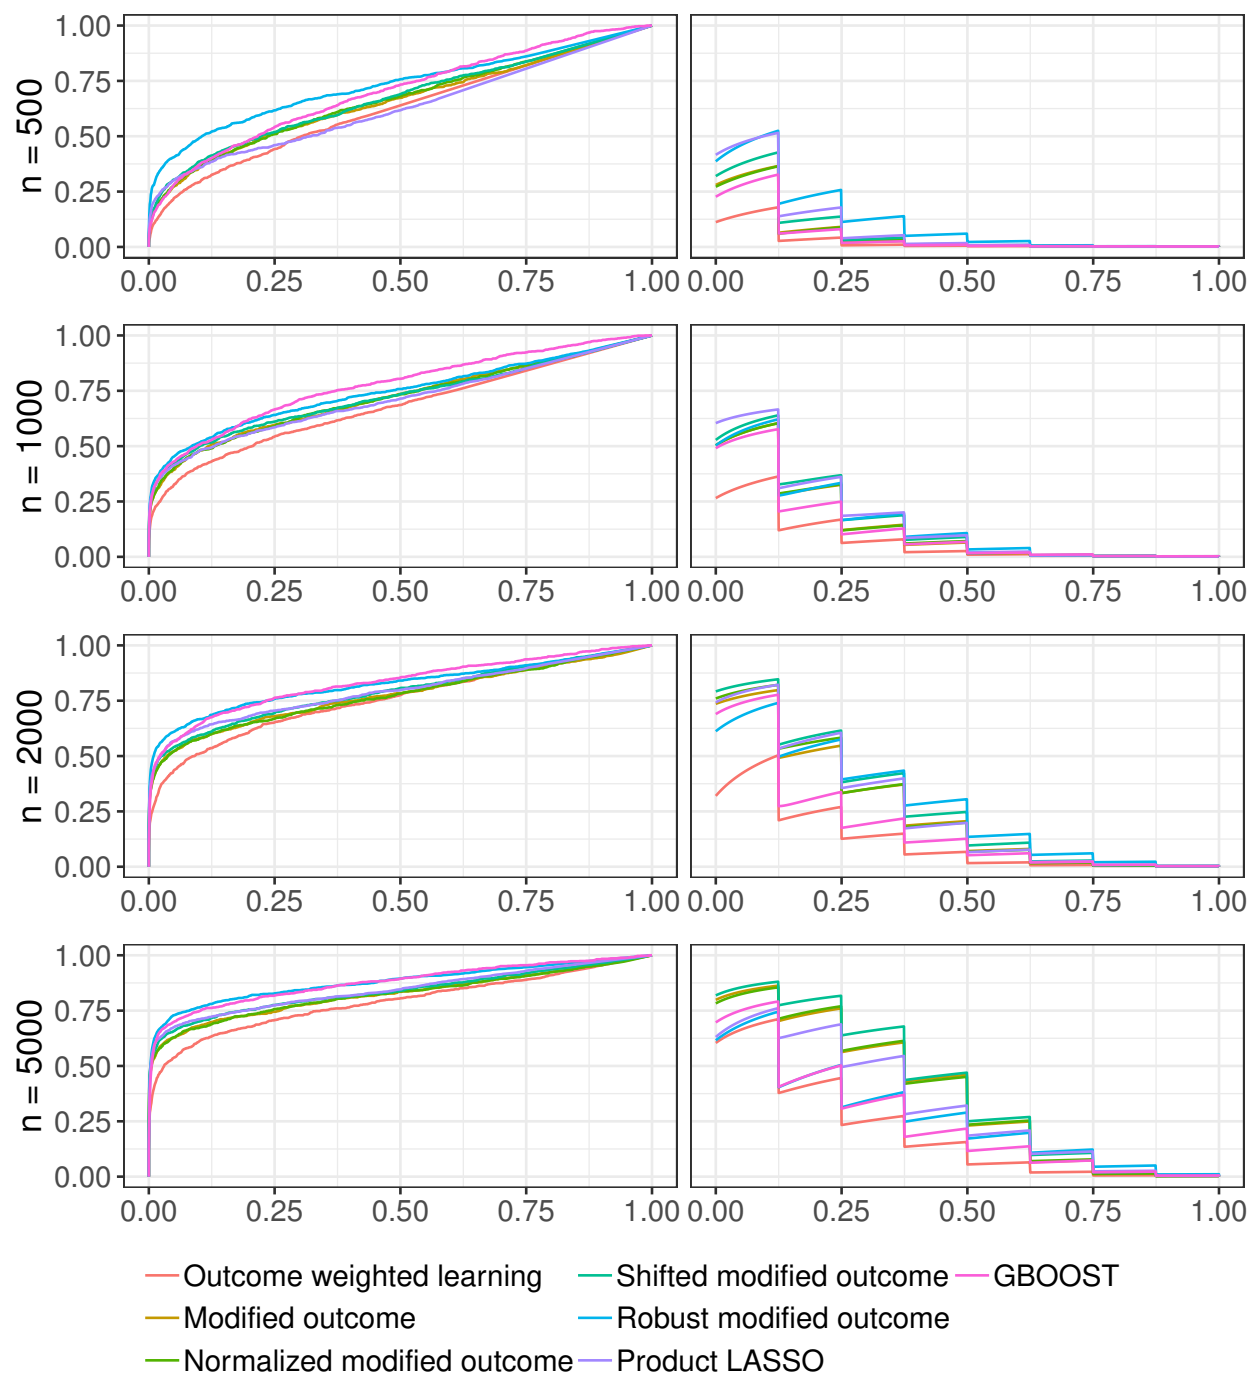 1.00
0.75
0.50
0.25
0.00
n = 500
0.00 0.25 0.50 0.75 1.00 0.00 0.25 0.50 0.75 1.00
1.00
0.75
0.50
0.25
0.00
n = 1000
0.00 0.25 0.50 0.75 1.00 0.00 0.25 0.50 0.75 1.00
1.00
0.75
0.50
0.25
0.00
n = 2000
0.00 0.25 0.50 0.75 1.00 0.00 0.25 0.50 0.75 1.00
1.00
0.75
0.50
0.25
0.00
n = 5000
0.00 0.25 0.50 0.75 1.00 0.00 0.25 0.50 0.75 1.00
Outcome weighted learning Shifted modified outcome GBOOST
Modified outcome Robust modified outcome
Normalized modified outcome Product LASSO